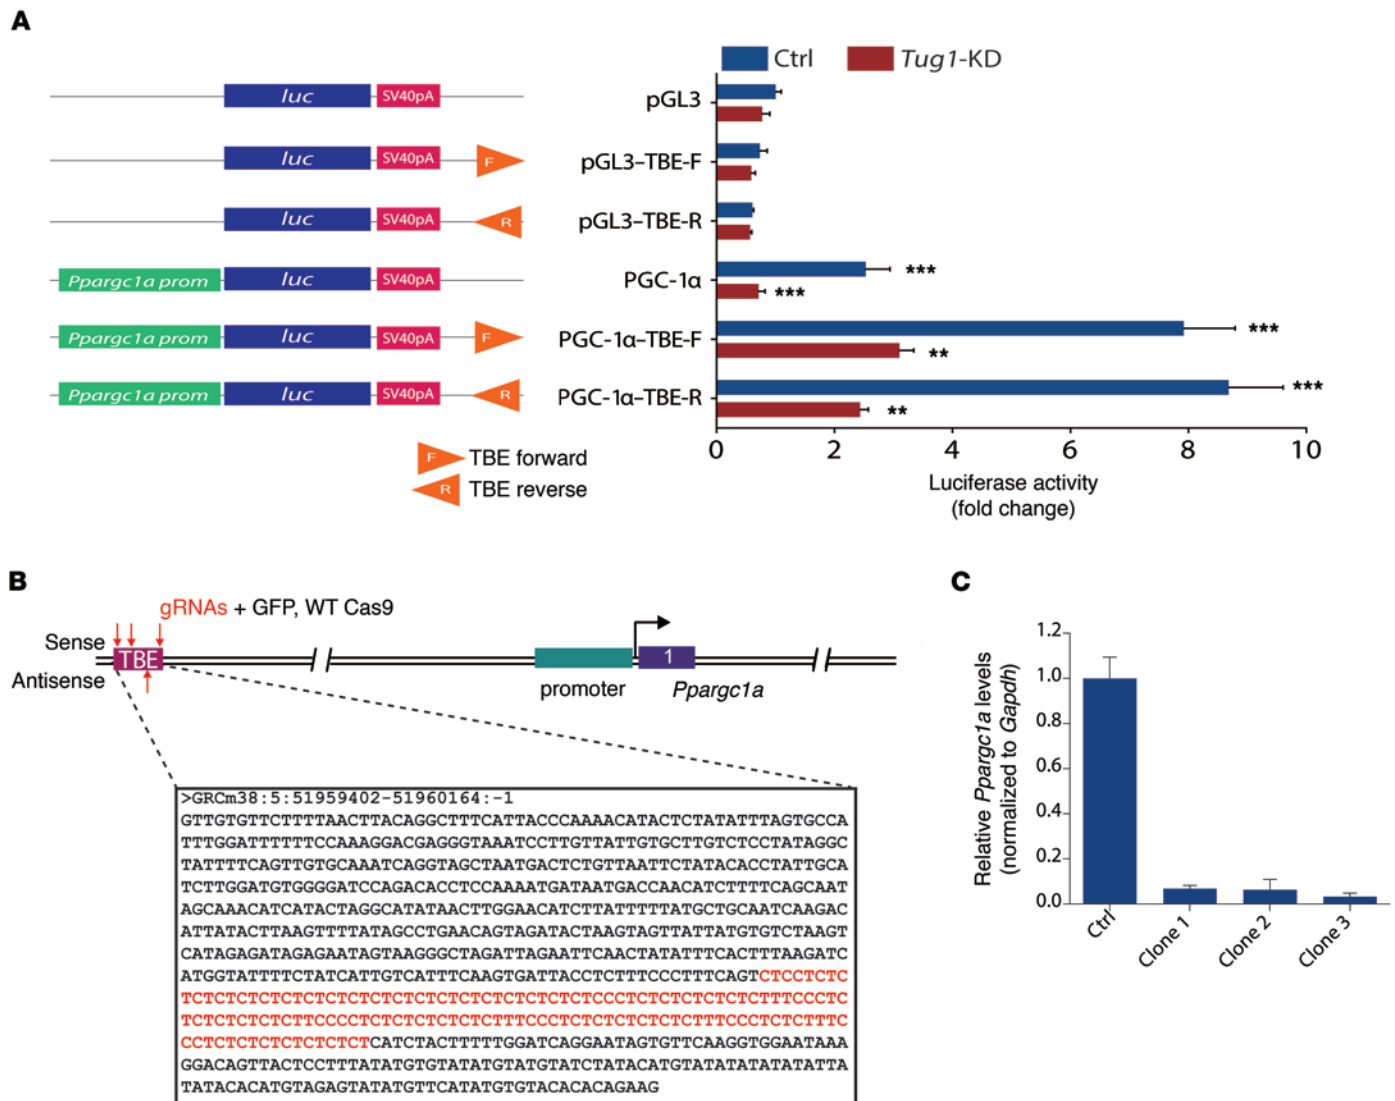 A
Ctrl
Tug1-KD
luc SV40pA
pGL3
luc SV40pA F
pGL3–TBE-F
luc SV40pA R
pGL3–TBE-R
Ppargc1a prom luc SV40pA
PGC-1α
*** 
***
Ppargc1a prom luc SV40pA F
PGC-1α–TBE-F
***
**
Ppargc1a prom luc SV40pA R
PGC-1α–TBE-R
***
**
0 2 4 6 8 10
F TBE forward
R TBE reverse
Luciferase activity
(fold change)
B
gRNAs + GFP, WT Cas9
Sense
TBE
1
Antisense
promoter
Ppargc1a
>GRCm38:5:51959402-51960164:-1
GTTGTGTTCTTTTAACTTACAGGCTTTCATTACCCAAAACATACTCTATATTTAGTGCCA
TTTGGATTTTTTCCAAAGGACGAGGGTAAATCCTTGTTATTGTGCTTGTCTCCTATAGGC
TATTTTCAGTTGTGCAAATCAGGTAGCTAATGACTCTGTTAATTCTATACACCTATTGCA
TCTTGGATGTGGGGATCCAGACACCTCCAAAATGATAATGACCAACATCTTTTCAGCAAT
AGCAAACATCATACTAGGCATATAACTTGGAACATCTTATTTTTATGCTGCAATCAAGAC
ATTATACTTAAGTTTTATAGCCTGAACAGTAGATACTAAGTAGTTATTATGTGTCTAAGT
CATAGAGATAGAGAATAGTAAGGGCTAGATTAGAATTCAACTATATTTCACTTTAAGATC
ATGGTATTTTCTATCATTGTCATTTCAAGTGATTACCTCTTTCCCTTTCAGTCTCCTCTC
TCTCTCTCTCTCTCTCTCTCTCTCTCTCTCTCTCTCTCCCTCTCTCTCTCTCTTTCCCTC
TCTCTCTCTCTTCCCCTCTCTCTCTCTCTTTCCCTCTCTCTCTCTCTTTCCCTCTCTTTC
CCTCTCTCTCTCTCTCTCATCTACTTTTTGGATCAGGAATAGTGTTCAAGGTGGAATAAA
GGACAGTTACTCCTTTATATGTGTATATGTATGTATCTATACATGTATATATATATATTA
TATACACATGTAGAGTATATGTTCATATGTGTACACACAGAAG
C
Relative Ppargc1a levels
(normalized to Gapdh)
1.2
1.0
0.8
0.6
0.4
0.2
0.0
Ctrl
Clone 1
Clone 2
Clone 3